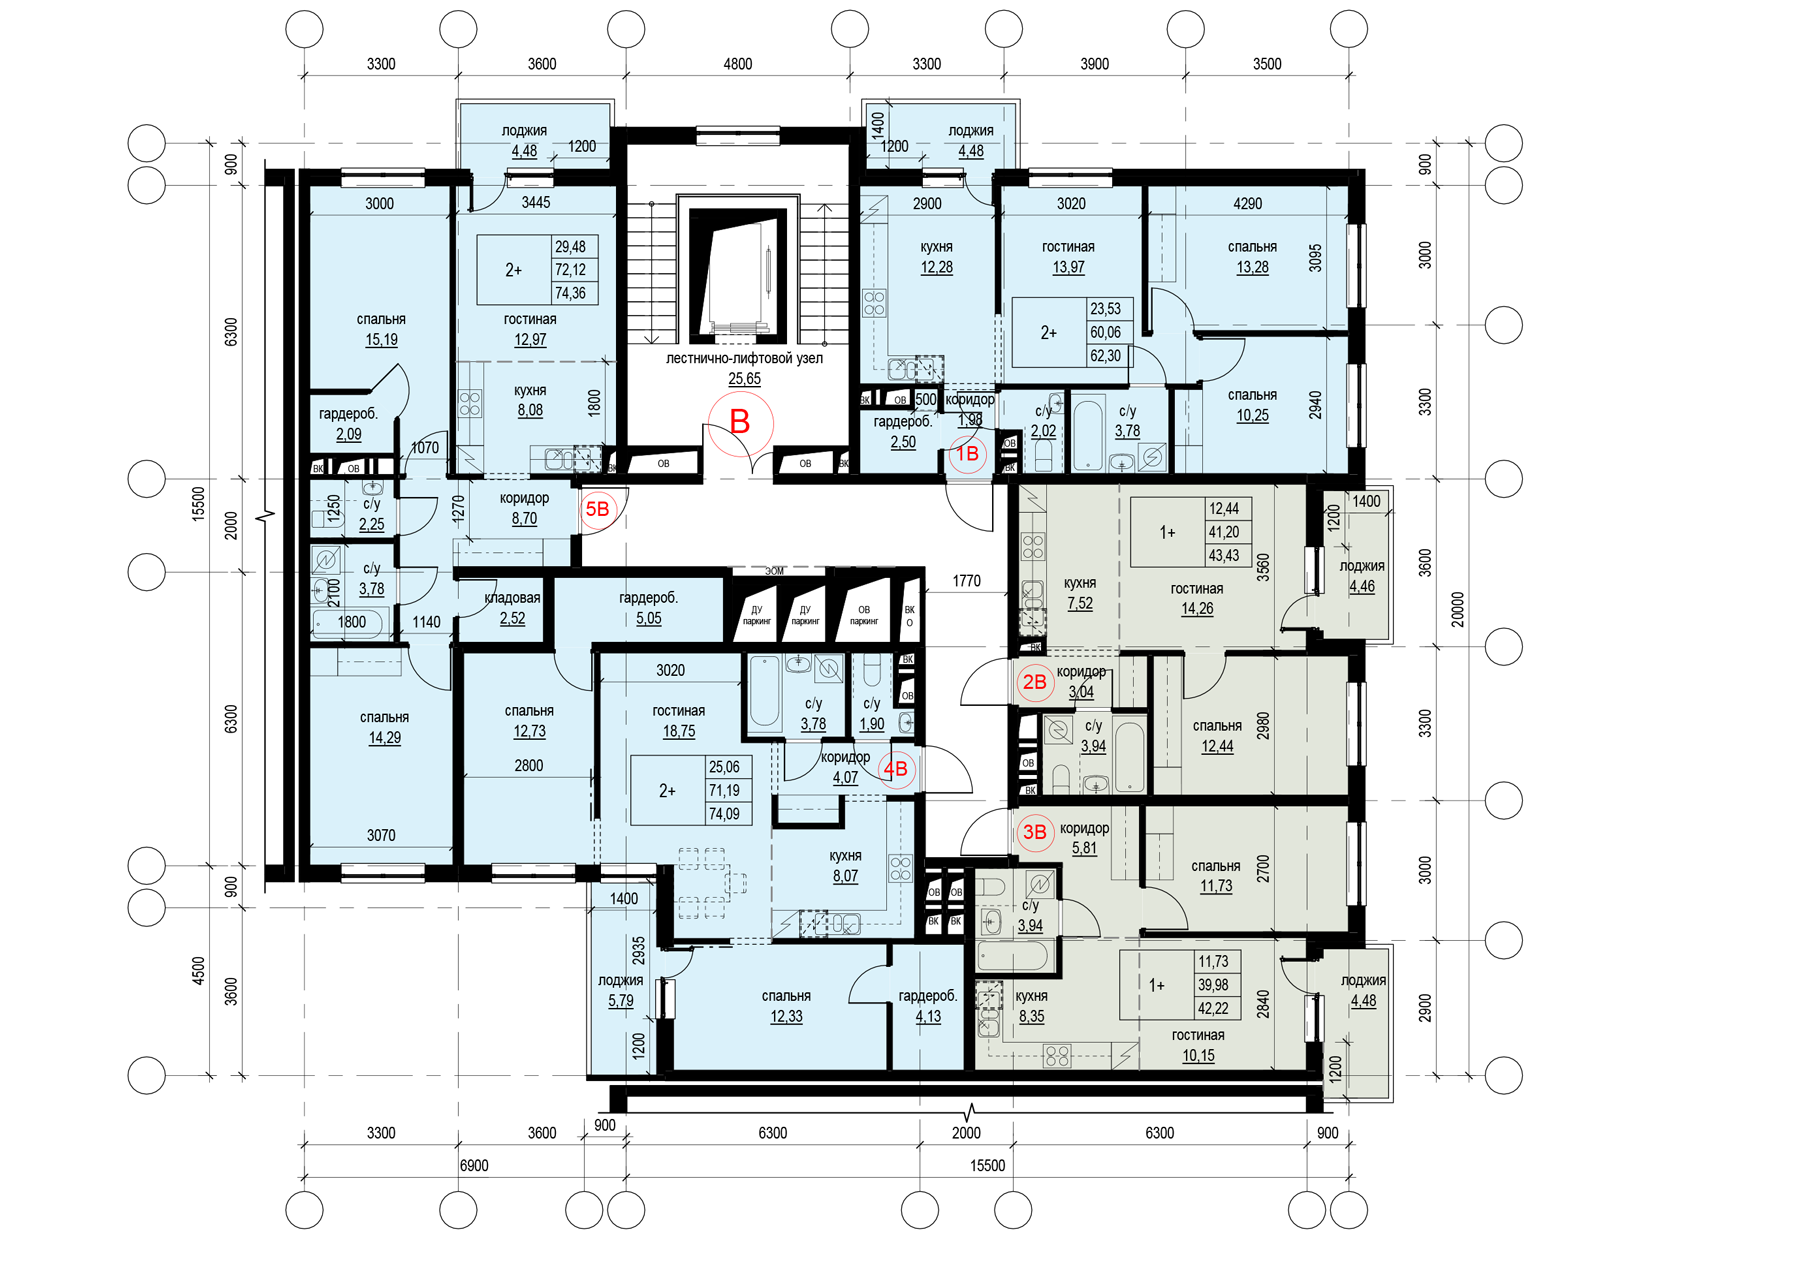 3300
3600
4800
3300
3900
3500
900
6300
15500
2000
6300
900
4500
3600
лоджия
4,48
1200
1400
1200
лоджия
4,48
900
3000
3300
3600
20000
3300
3000
2900
3000
3445
2900
3020
4290
29,48
2+
72,12
74,36
спальня
15,19
гостиная
12,97
кухня
8,08
1800
гардероб.
2,09
1070
ВК
ОВ
ВК
лестнично-лифтовой узел
25,65
В
ОВ
ОВ
ВК
кухня
12,28
гостиная
13,97
спальня
13,28
3095
23,53
2+
60,06
62,30
спальня
10,25
2940
ВК
ОВ
500
коридор
1,98
гардероб.
2,50
1В
с/у
2,02
с/у
3,78
ОВ
ВК
1250
с/у
2,25
1270
коридор
8,70
5В
с/у
3,78
2100
1800
1140
кладовая
2,52
гардероб.
5,05
ЭОМ
ДУ
паркинг
ДУ
паркинг
ОВ
паркинг
ВК
О
1770
12,44
1+
41,20
43,43
3560
кухня
7,52
гостиная
14,26
1400
1200
лоджия
4,46
ВК
2В
коридор
3,04
с/у
3,94
ОВ
ВК
спальня
12,44
2980
спальня
14,29
3070
спальня
12,73
2800
3020
гостиная
18,75
25,06
2+
71,19
74,09
с/у
3,78
с/у
1,90
ВК
ОВ
коридор
4,07
4В
кухня
8,07
3В
коридор
5,81
спальня
11,73
2700
ОВ
ОВ
ВК
ВК
с/у
3,94
1400
2935
лоджия
5,79
1200
спальня
12,33
гардероб.
4,13
кухня
8,35
11,73
1+
39,98
42,22
гостиная
10,15
2840
лоджия
4,48
1200
3300
3600
900
6300
2000
6300
900
6900
15500